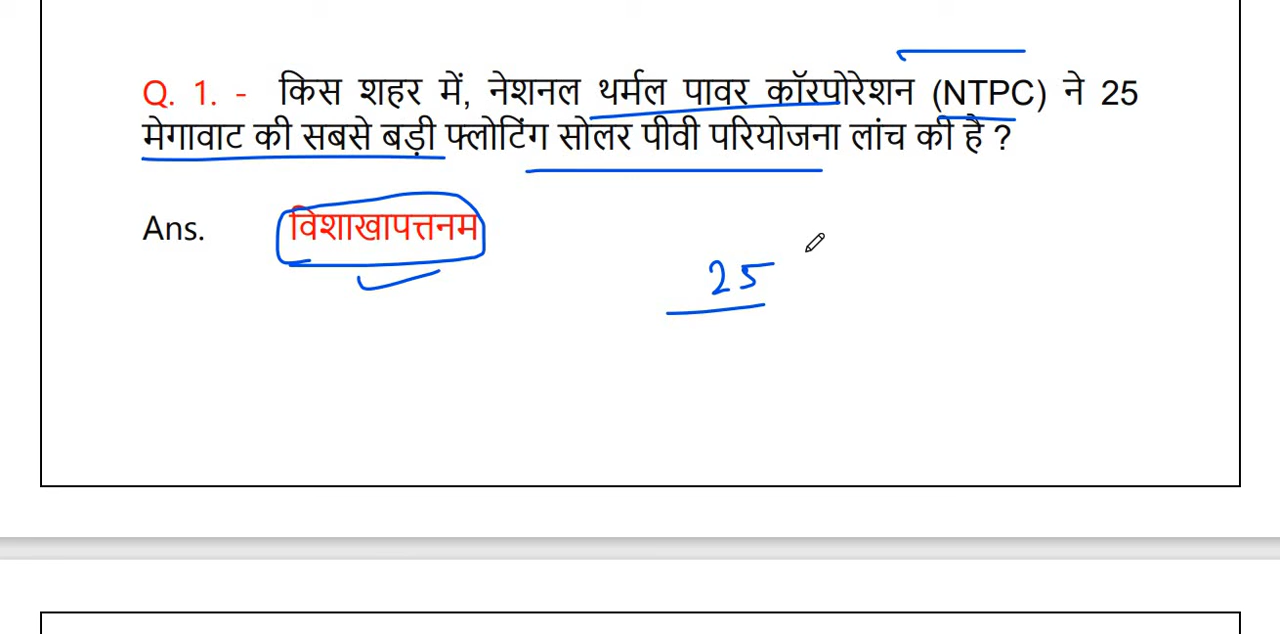 Q. 1. - किस शहर में, नेशनल थर्मल पावर कॉरपोरेशन (NTPC) ने 25
मेगावाट की सबसे बड़ी फ्लोटिंग सोलर पीवी परियोजना लांच की है ?
Ans. विशाखापत्तनम
25